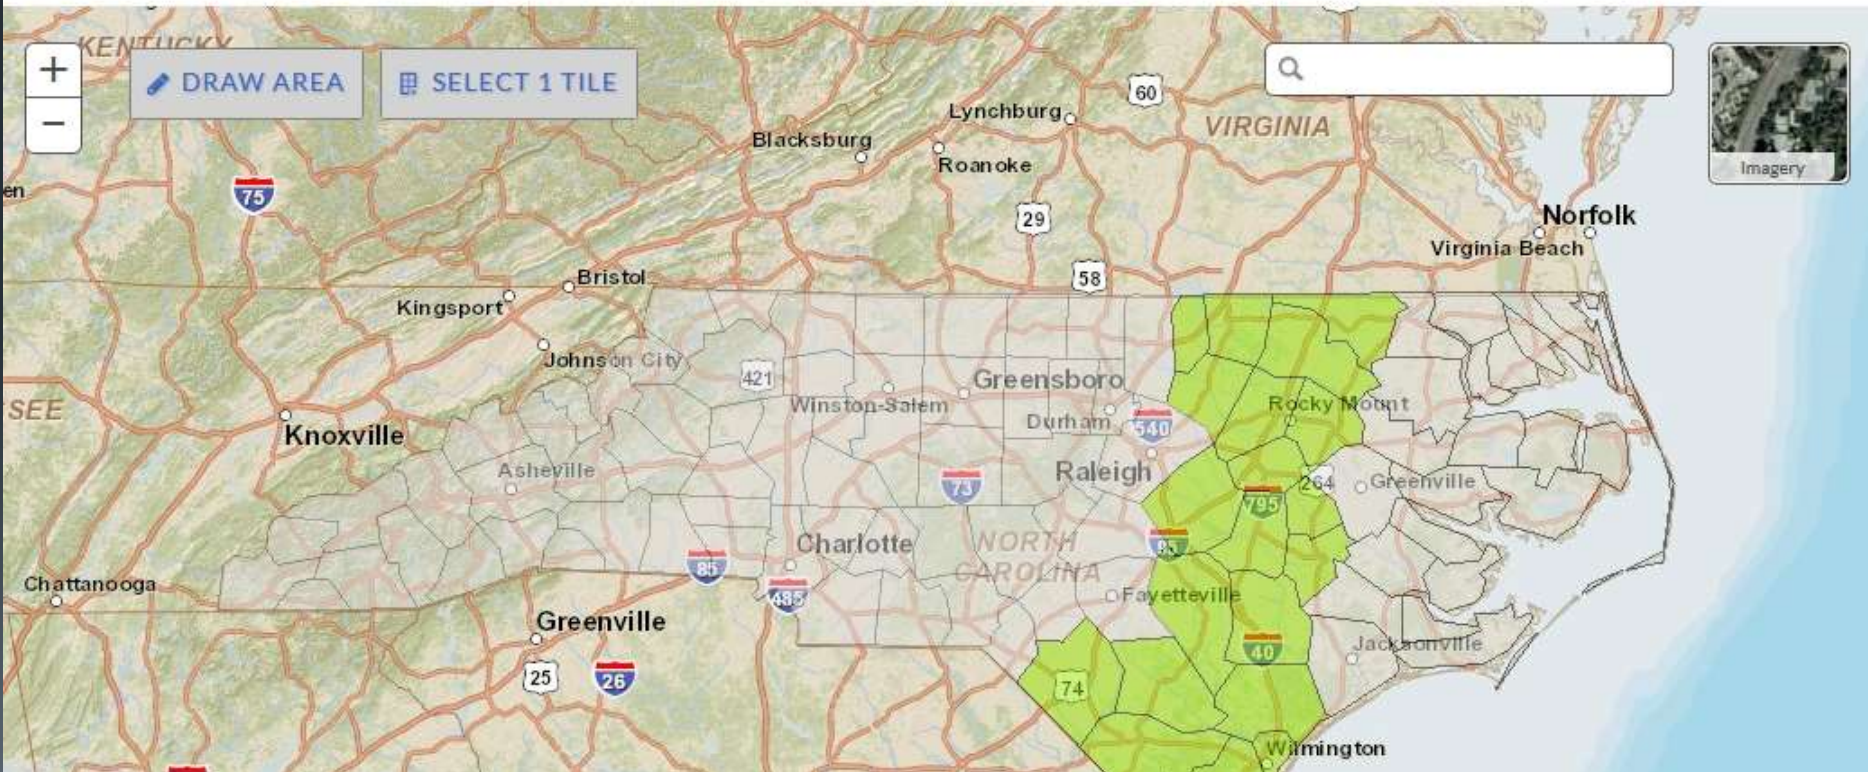 KENTUCKY
+
DRAW AREA
SELECT 1 TILE
−
60
Lynchburg
VIRGINIA
Blacksburg
Roanoke
Imagery
en
75
29
Norfolk
Virginia Beach
58
Bristol
Kingsport
Johnson City
421
Greensboro
SEE
Winston-Salem
Rocky Mount
Durham
540
Knoxville
Asheville
Raleigh
73
264
Greenville
795
95
Charlotte
NORTH
CAROLINA
85
Chattanooga
485
Fayetteville
Greenville
40
Jacksonville
25
26
74
Wilmington